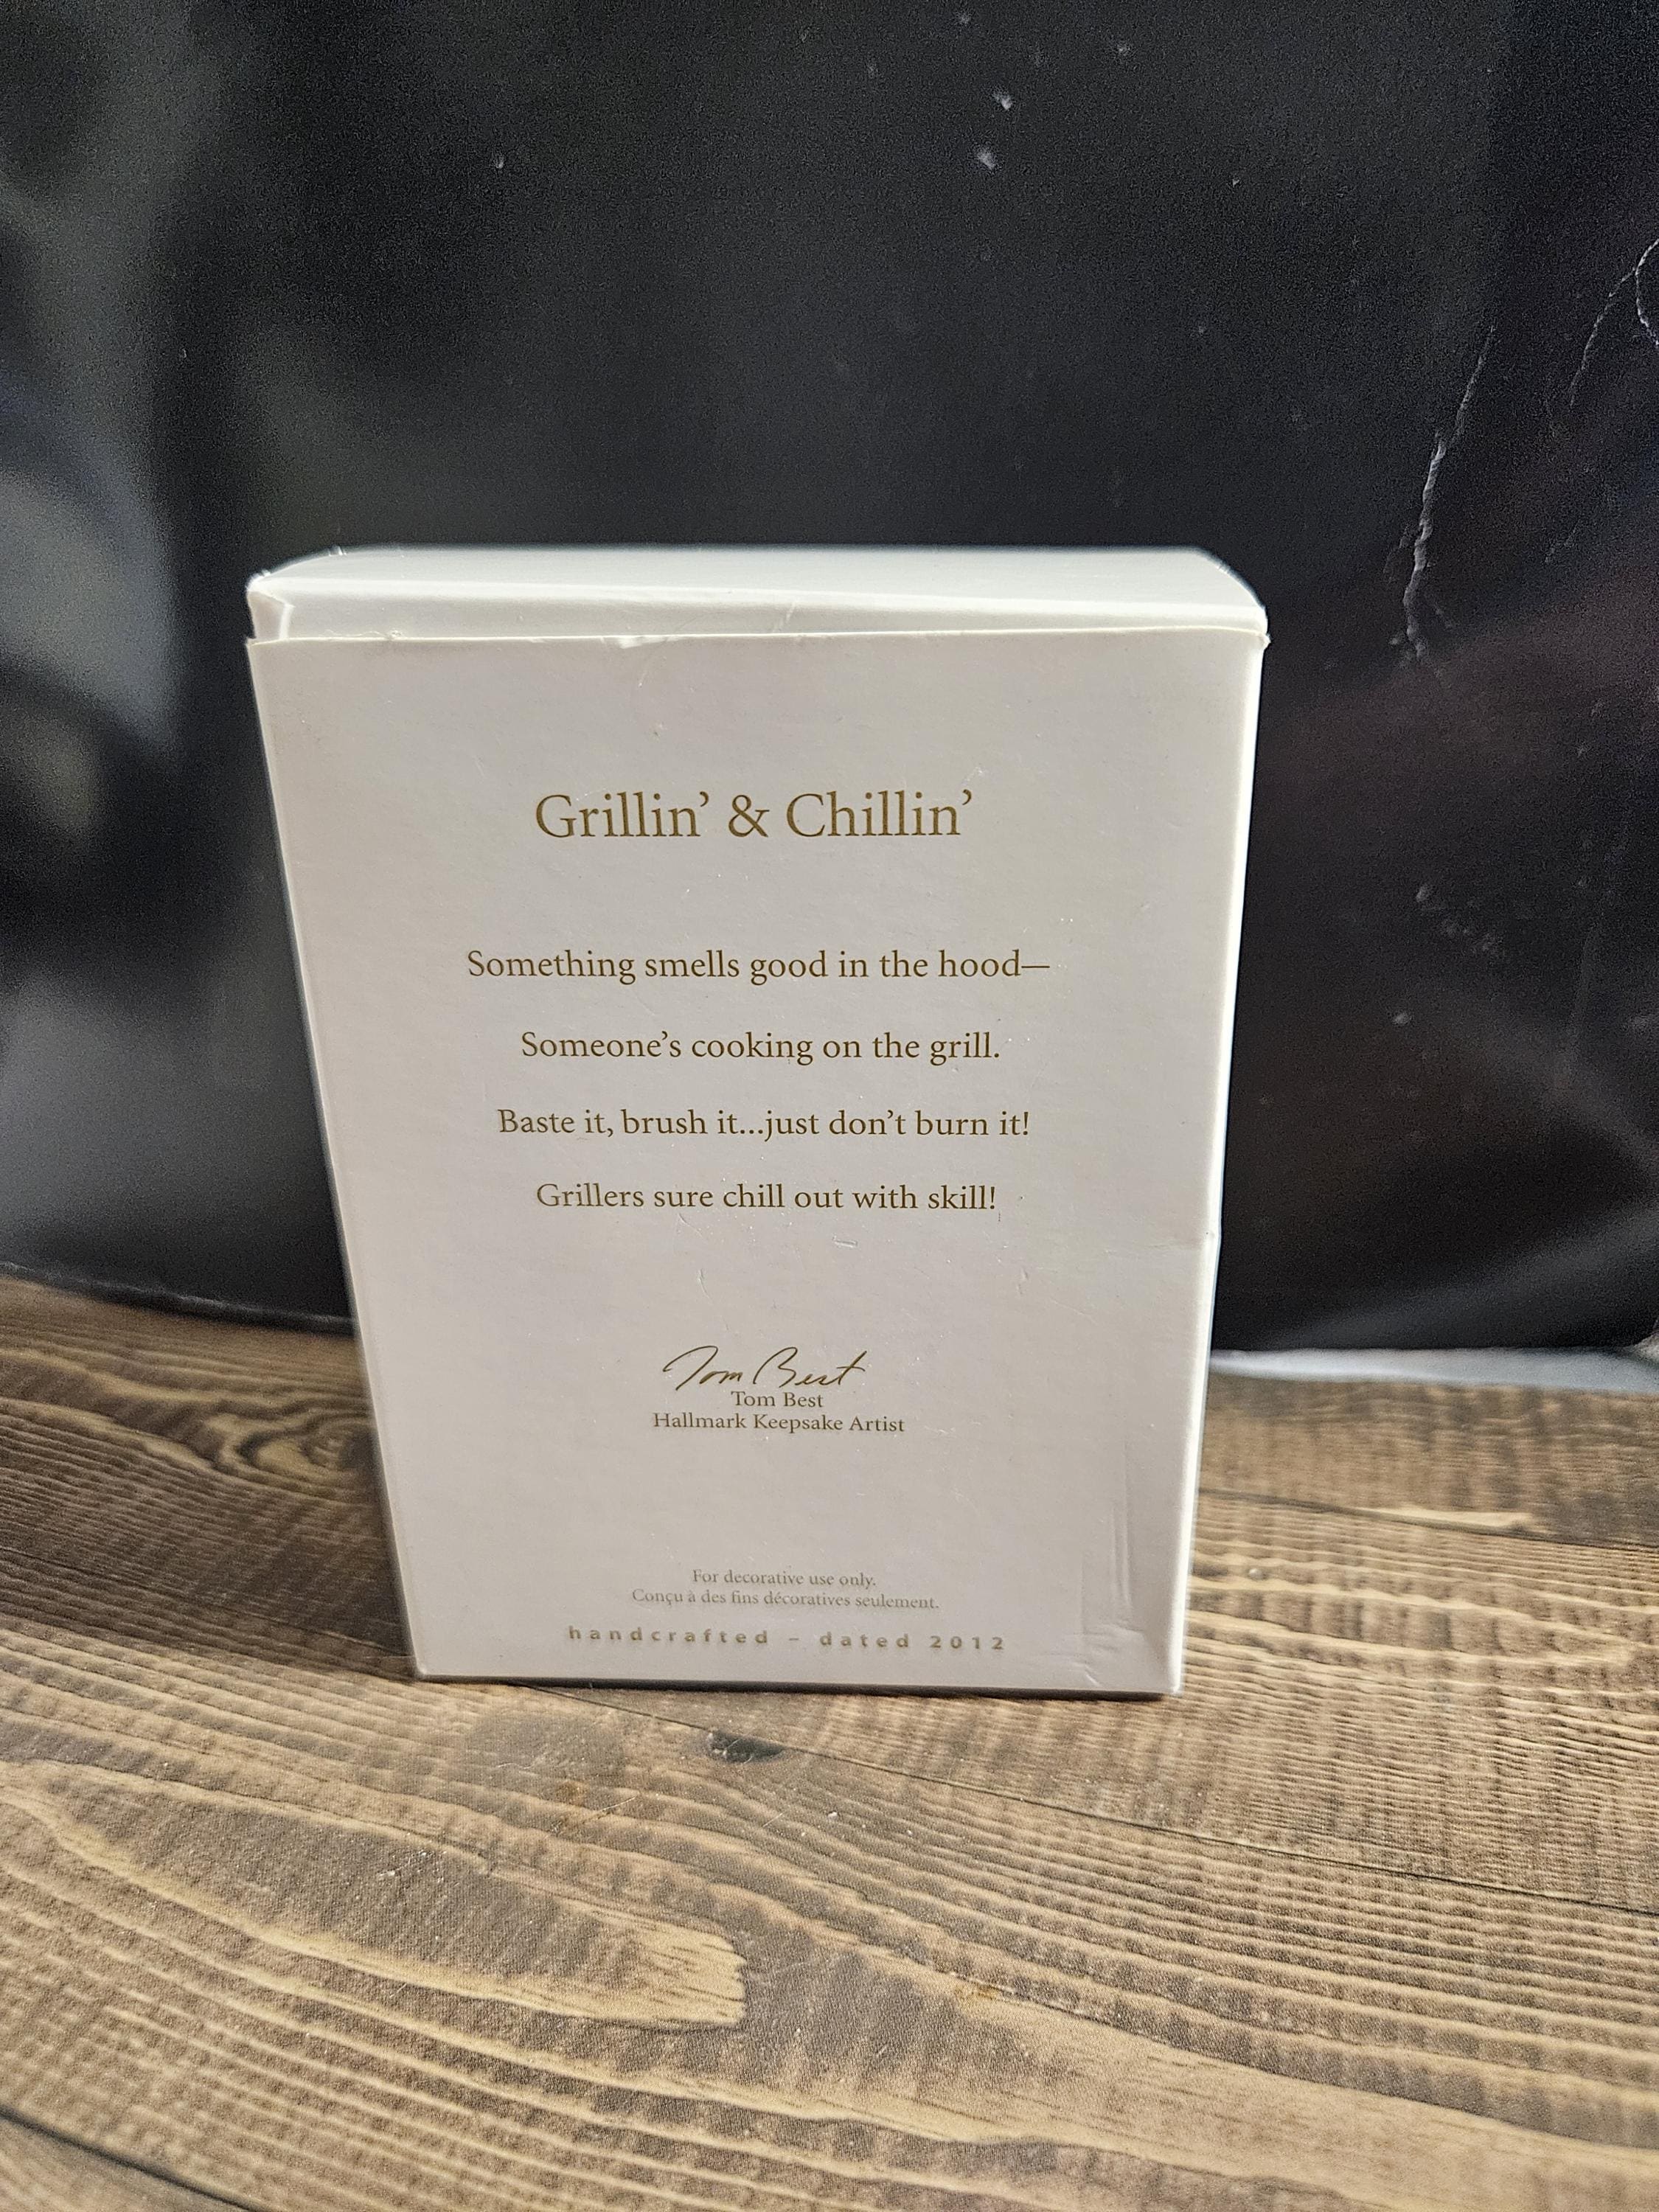 Grillin’ & Chillin’
Something smells good in the hood—
Someone’s cooking on the grill.
Baste it, brush it...just don’t burn it!
Grillers sure chill out with skill!
Tom Best
Tom Best
Hallmark Keepsake Artist
For decorative use only.
Conçu à des fins décoratives seulement.
handcrafted – dated 2012